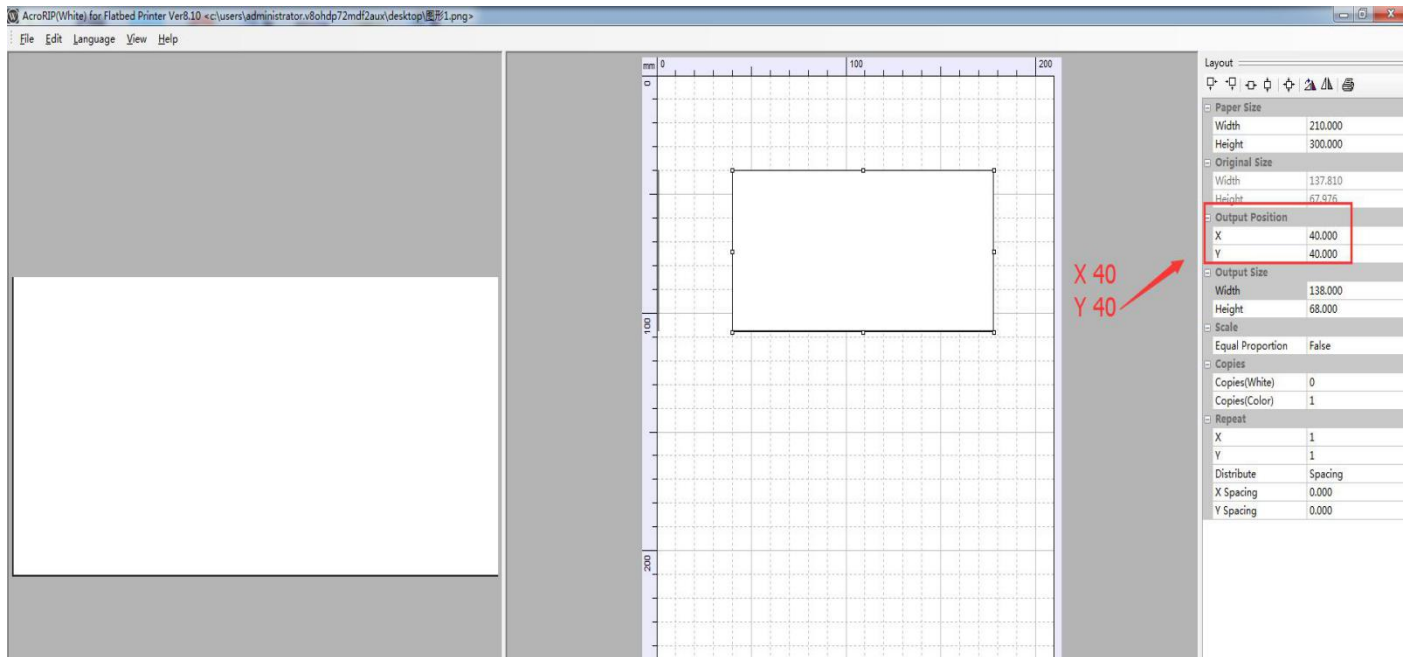 AcroRIP(White) for Flatbed Printer Ver8.10 <c:\users\administrator.v8ohdp72mdf2aux\desktop\图形1.png>
File Edit Language View Help
mm 0 100 200
0
100
200
X 40
Y 40
Layout
Paper Size
Width 210.000
Height 300.000
Original Size
Width 137.810
Height 67.976
Output Position
X 40.000
Y 40.000
Output Size
Width 138.000
Height 68.000
Scale
Equal Proportion False
Copies
Copies(White) 0
Copies(Color) 1
Repeat
X 1
Y 1
Distribute Spacing
X Spacing 0.000
Y Spacing 0.000